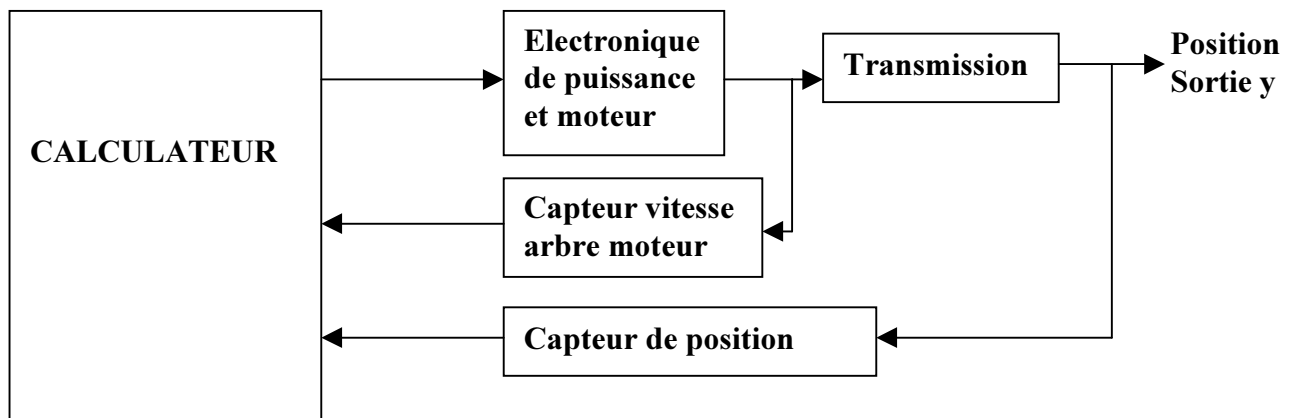 CALCULATEUR
Electronique
de puissance
et moteur
Transmission
Position
Sortie y
Capteur vitesse
arbre moteur
Capteur de position